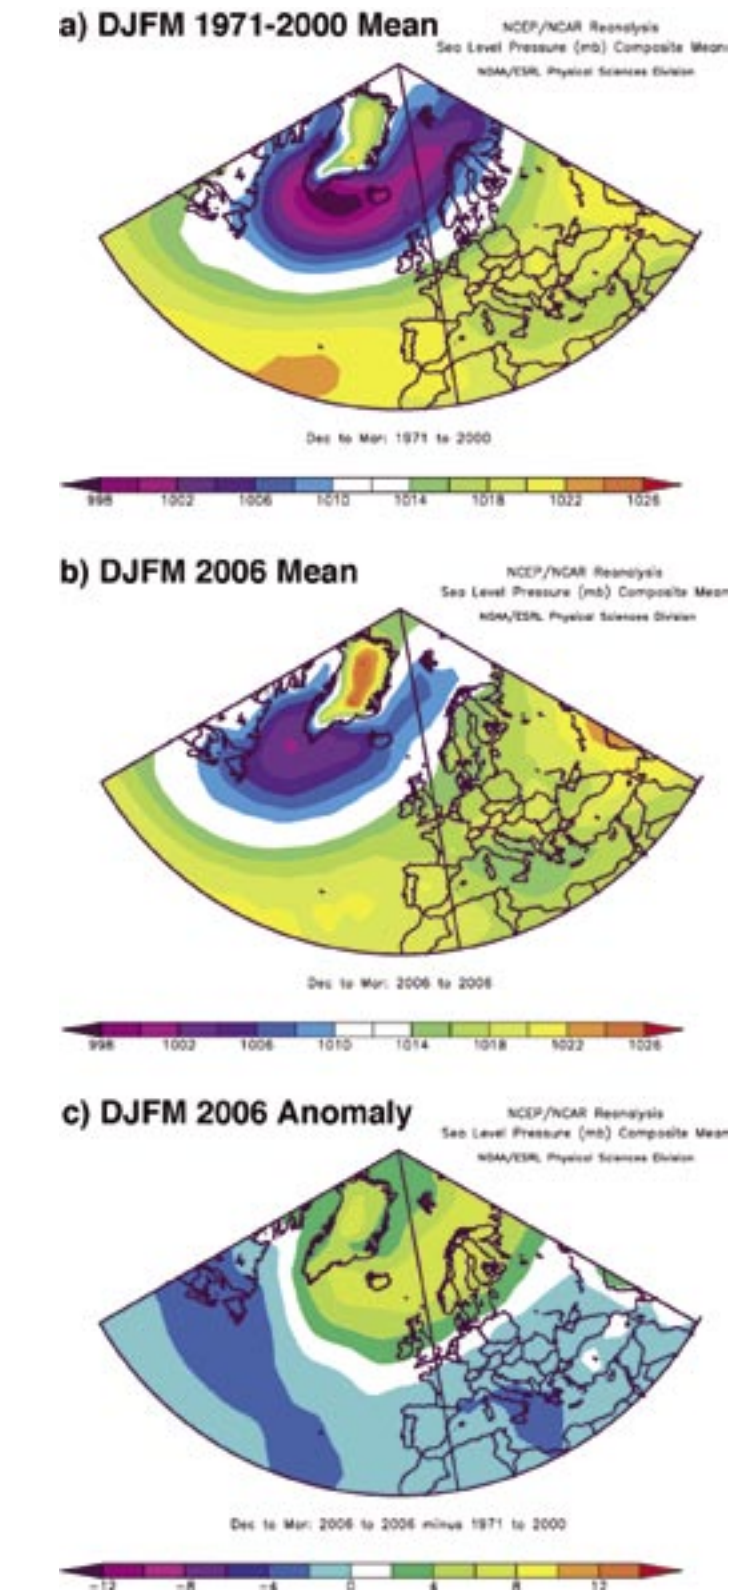 a) DJFM 1971-2000 Mean
NCEP/NCAR Reanalysis
Sea Level Pressure (mb) Composite Mean
NOAA/ESRL Physical Sciences Division
Dec to Mar: 1971 to 2000
998 1002 1006 1010 1014 1018 1022 1026
b) DJFM 2006 Mean
NCEP/NCAR Reanalysis
Sea Level Pressure (mb) Composite Mean
NOAA/ESRL Physical Sciences Division
Dec to Mar: 2006 to 2006
998 1002 1006 1010 1014 1018 1022 1026
c) DJFM 2006 Anomaly
NCEP/NCAR Reanalysis
Sea Level Pressure (mb) Composite Mean
NOAA/ESRL Physical Sciences Division
Dec to Mar: 2006 to 2006 minus 1971 to 2000
-12 -8 -4 0 4 8 12